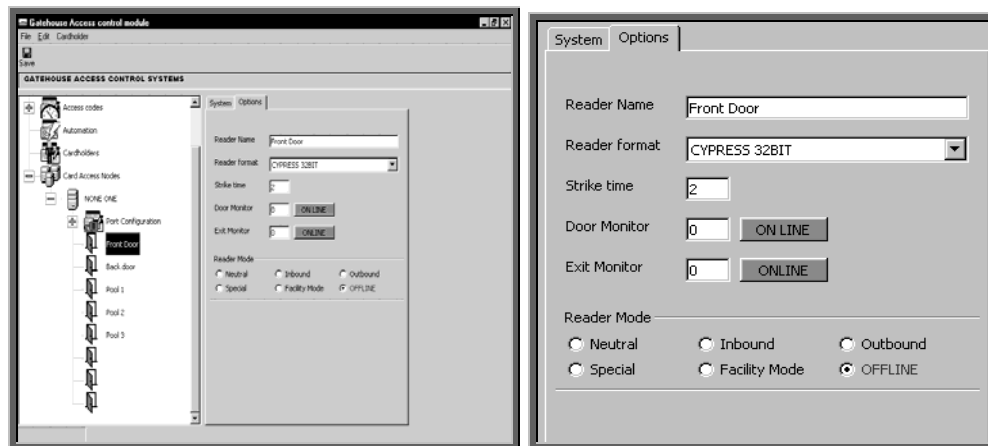 Gatehouse Access control module
File Edit Cardholder
Save
GATEHOUSE ACCESS CONTROL SYSTEMS
Access codes
Automation
Cardholders
Card Access Nodes
NONE ONE
Port Configuration
Front Door
Back door
Pool 1
Pool 2
Pool 3
System Options
Reader Name Front Door
Reader format CYPRESS 32BIT
Strike time 2
Door Monitor 0 ON LINE
Exit Monitor 0 ONLINE
Reader Mode
Neutral Inbound Outbound
Special Facility Mode OFFLINE
System Options
Reader Name Front Door
Reader format CYPRESS 32BIT
Strike time 2
Door Monitor 0 ON LINE
Exit Monitor 0 ONLINE
Reader Mode
Neutral Inbound Outbound
Special Facility Mode OFFLINE